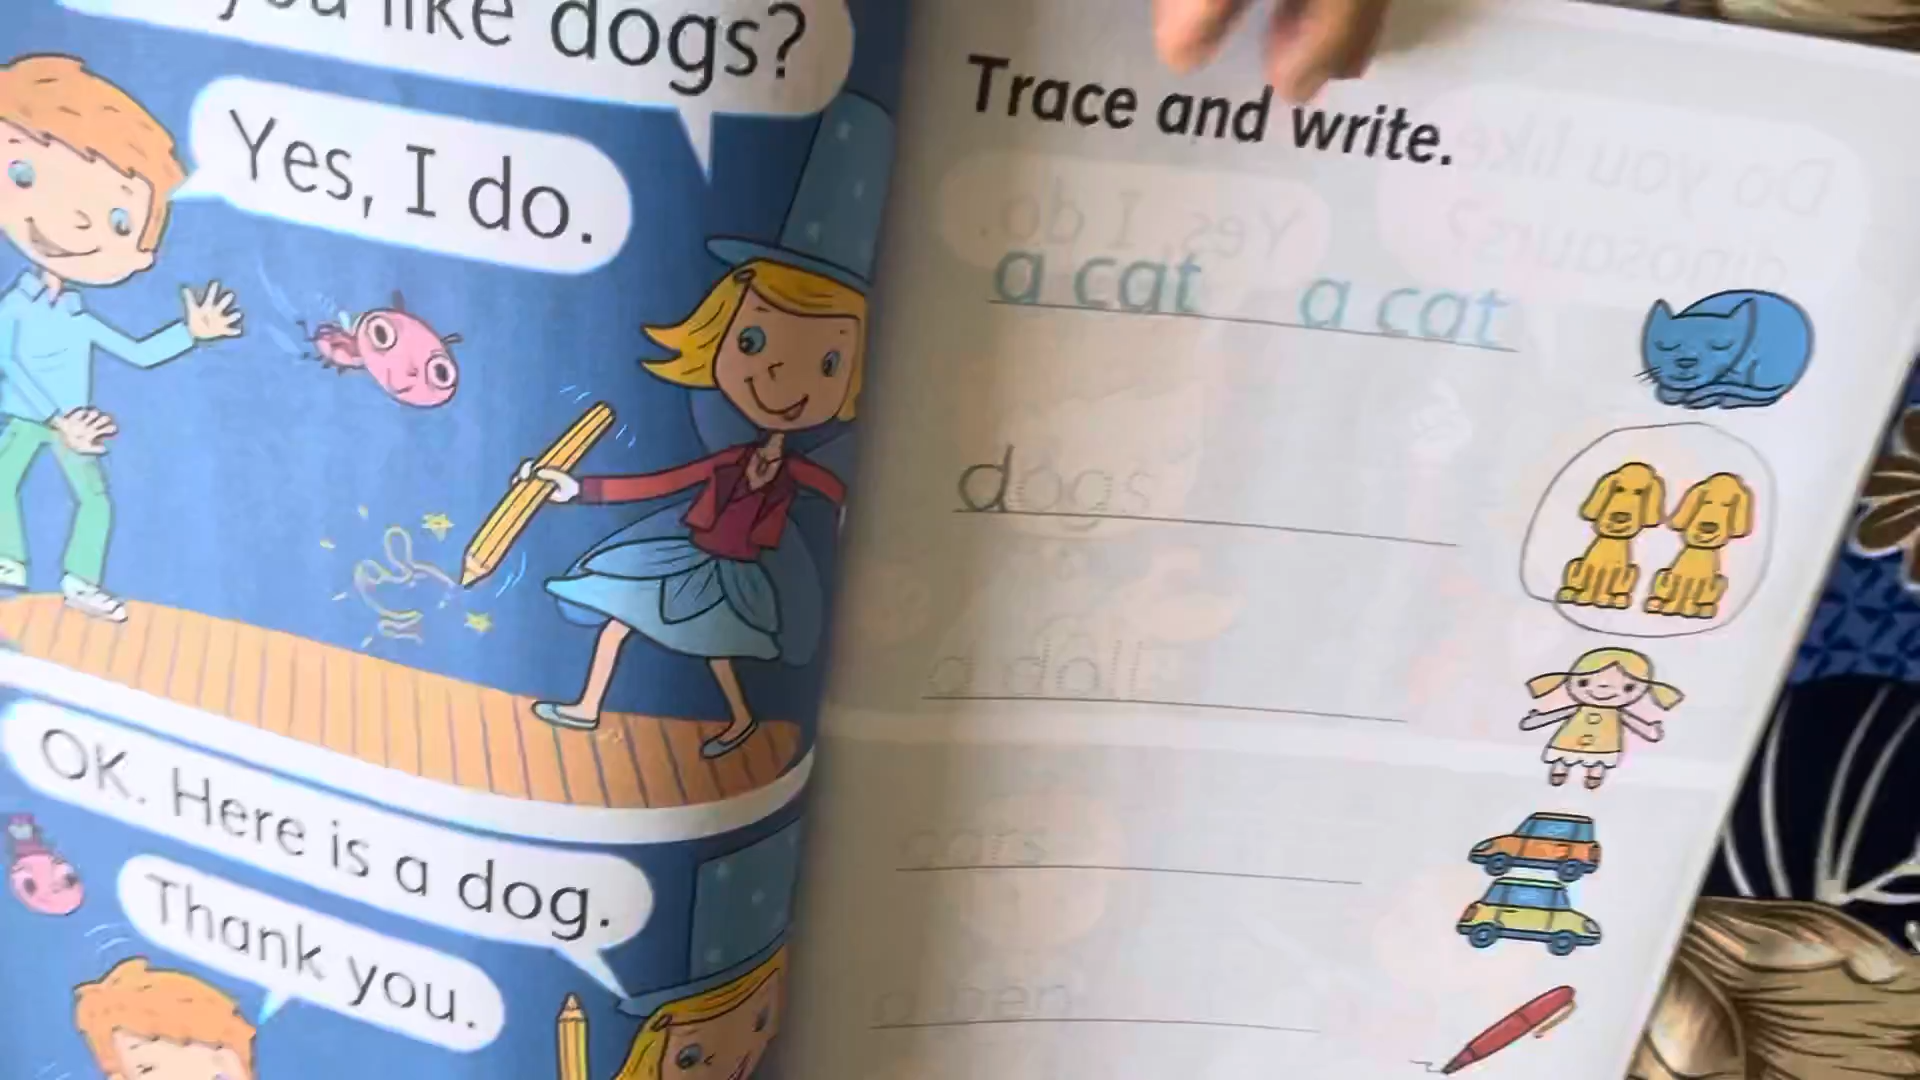 you like dogs?
Yes, I do.
OK. Here is a dog.
Thank you.
Trace and write.
a cat a cat
dogs
a doll
cars
a pen